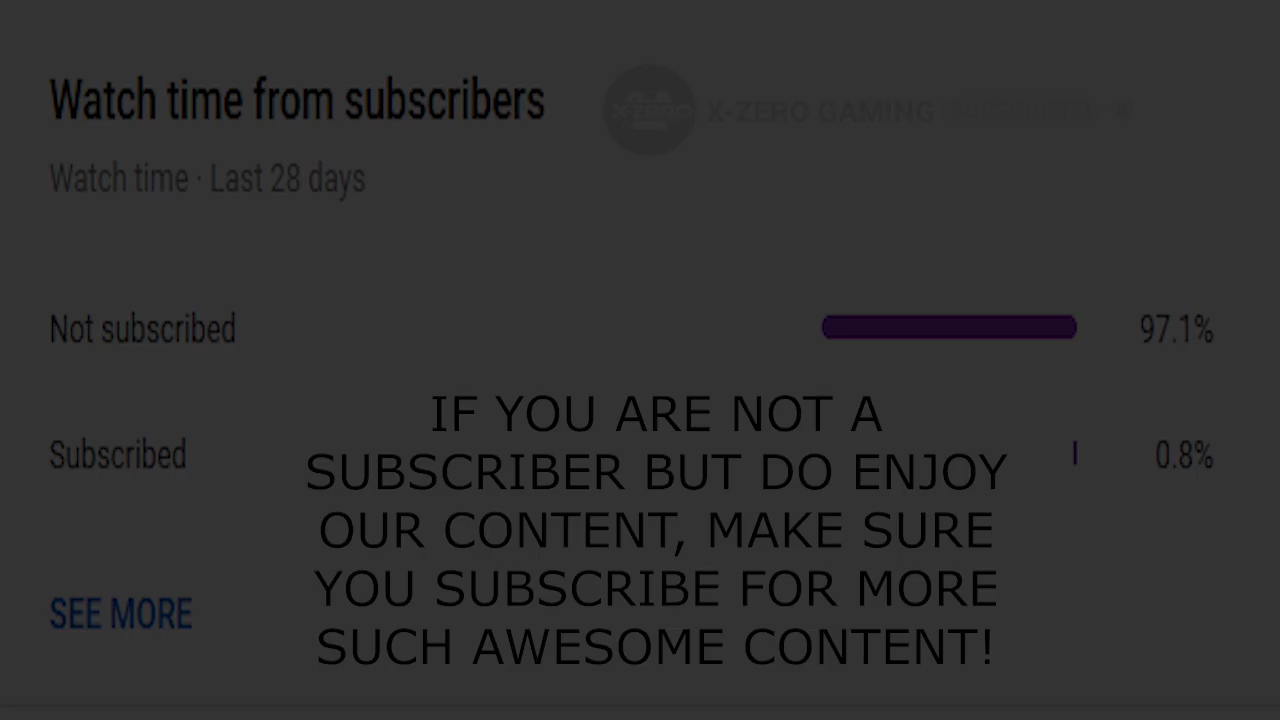 Watch time from subscribers
X-ZERO GAMING
Watch time · Last 28 days
Not subscribed
97.1%
Subscribed
0.8%
IF YOU ARE NOT A
SUBSCRIBER BUT DO ENJOY
OUR CONTENT, MAKE SURE
YOU SUBSCRIBE FOR MORE
SUCH AWESOME CONTENT!
SEE MORE